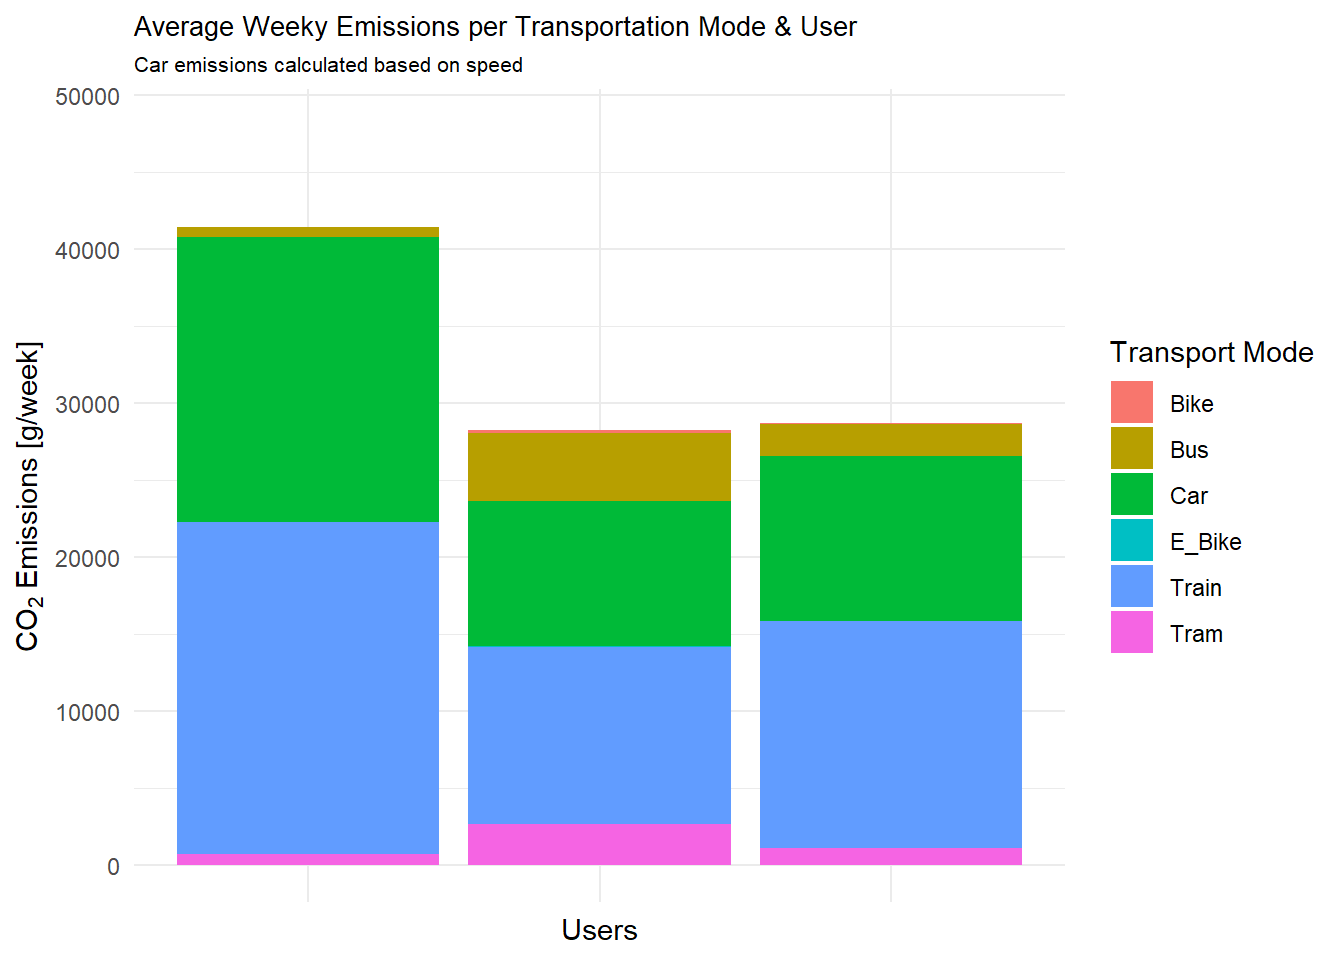 Average Weeky Emissions per Transportation Mode & User
Car emissions calculated based on speed
50000
40000
30000
20000
10000
0
CO₂ Emissions [g/week]
Users
Transport Mode
Bike
Bus
Car
E_Bike
Train
Tram